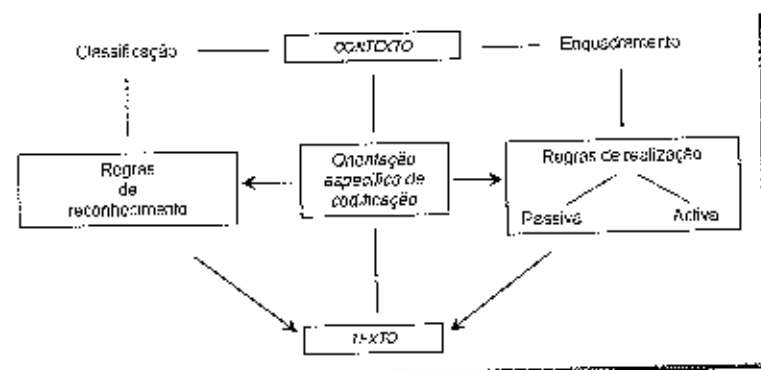 Classificação
CONTEXTO
Enquadramento
Regras
de
reconhecimento
Orientação
específica de
codificação
Regras de realização
Passiva
Activa
TEXTO